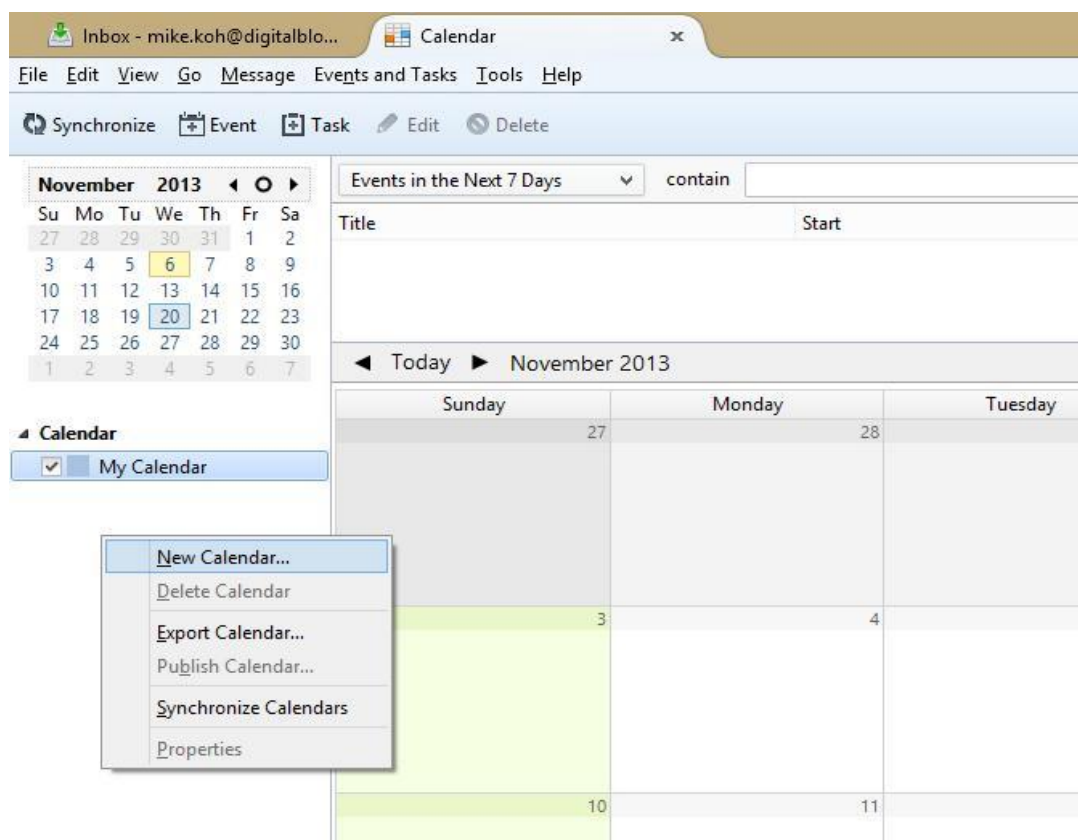 Inbox - mike.koh@digitalblo...
Calendar
File Edit View Go Message Events and Tasks Tools Help
Synchronize Event Task Edit Delete
November 2013
Su Mo Tu We Th Fr Sa
27 28 29 30 31 1 2
3 4 5 6 7 8 9
10 11 12 13 14 15 16
17 18 19 20 21 22 23
24 25 26 27 28 29 30
1 2 3 4 5 6 7
Calendar
My Calendar
New Calendar...
Delete Calendar
Export Calendar...
Publish Calendar...
Synchronize Calendars
Properties
Events in the Next 7 Days contain
Title Start
Today November 2013
Sunday Monday Tuesday
27 28
3 4
10 11